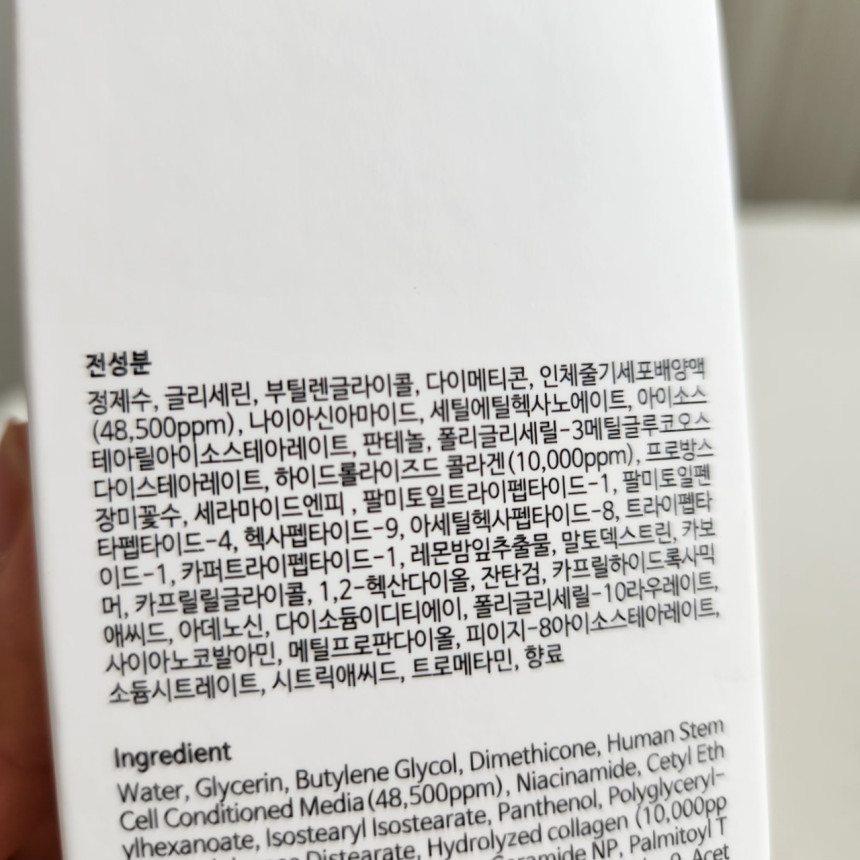 전성분
정제수, 글리세린, 부틸렌글라이콜, 다이메티콘, 인체줄기세포배양액
(48,500ppm), 나이아신아마이드, 세틸에틸헥사노에이트, 아이소스
테아릴아이소스테아레이트, 판테놀, 폴리글리세릴-3메틸글루코오스
다이스테아레이트, 하이드롤라이즈드 콜라겐(10,000ppm), 프로방스
장미꽃수, 세라마이드엔피 , 팔미토일트라이펩타이드-1, 팔미토일펜
타펩타이드-4, 헥사펩타이드-9, 아세틸헥사펩타이드-8, 트라이펩타
이드-1, 카퍼트라이펩타이드-1, 레몬밤잎추출물, 말토덱스트린, 카보
머, 카프릴릴글라이콜, 1,2-헥산다이올, 잔탄검, 카프릴하이드록사믹
애씨드, 아데노신, 다이소듐이디티에이, 폴리글리세릴-10라우레이트,
사이아노코발아민, 메틸프로판다이올, 피이지-8아이소스테아레이트,
소듐시트레이트, 시트릭애씨드, 트로메타민, 향료
Ingredient
Water, Glycerin, Butylene Glycol, Dimethicone, Human Stem
Cell Conditioned Media(48,500ppm), Niacinamide, Cetyl Eth
ylhexanoate, Isostearyl Isostearate, Panthenol, Polyglyceryl-
Distearate, Hydrolyzed collagen (10,000pp
Ceramide NP, Palmitoyl T